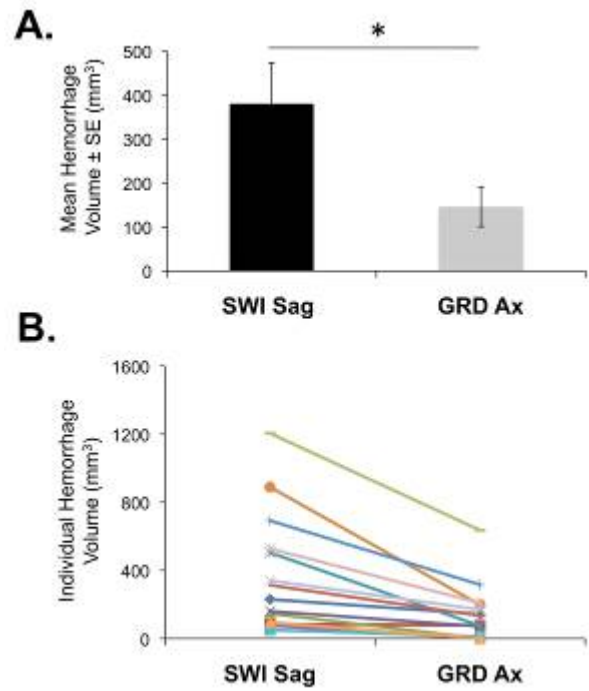 A.
*
Mean Hemorrhage
Volume ± SE (mm³)
500
400
300
200
100
0
SWI Sag
GRD Ax
B.
Individual Hemorrhage
Volume (mm³)
1600
1200
800
400
0
SWI Sag
GRD Ax